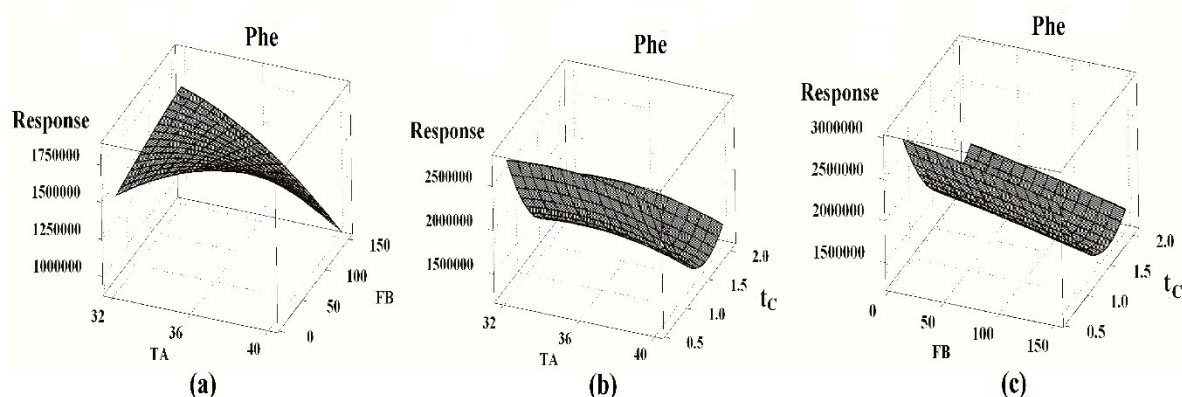 Phe
Response
1750000
1500000
1250000
1000000
32
36
40
TA
0
50
100
150
FB
(a)
Phe
Response
2500000
2000000
1500000
32
36
40
TA
0.5
1.0
1.5
2.0
tC
(b)
Phe
Response
3000000
2500000
2000000
1500000
0
50
100
150
FB
0.5
1.0
1.5
2.0
tC
(c)